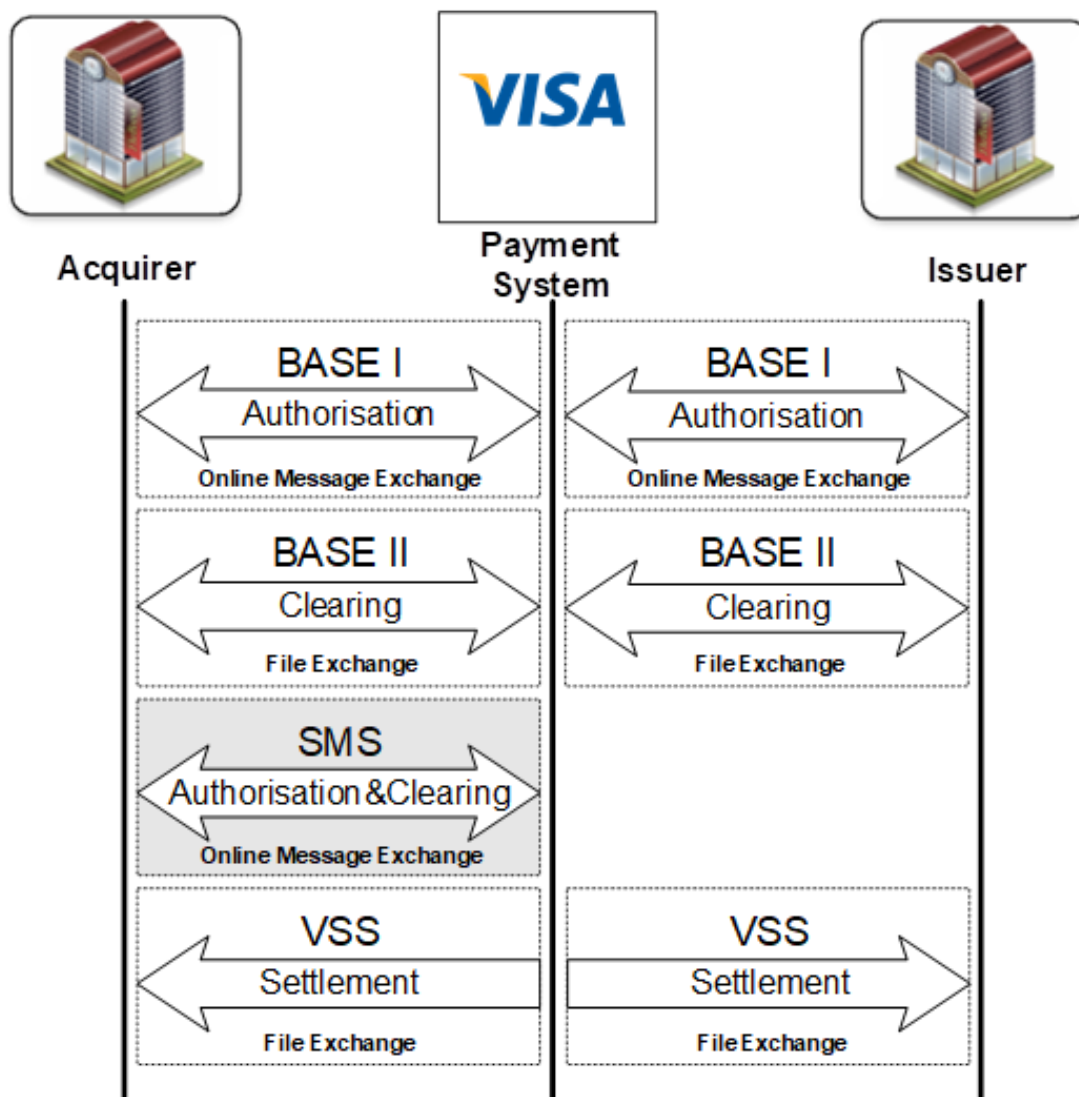 VISA
Acquirer
Payment
System
Issuer
BASE I
Authorisation
Online Message Exchange
BASE I
Authorisation
Online Message Exchange
BASE II
Clearing
File Exchange
BASE II
Clearing
File Exchange
SMS
Authorisation&Clearing
Online Message Exchange
VSS
Settlement
File Exchange
VSS
Settlement
File Exchange